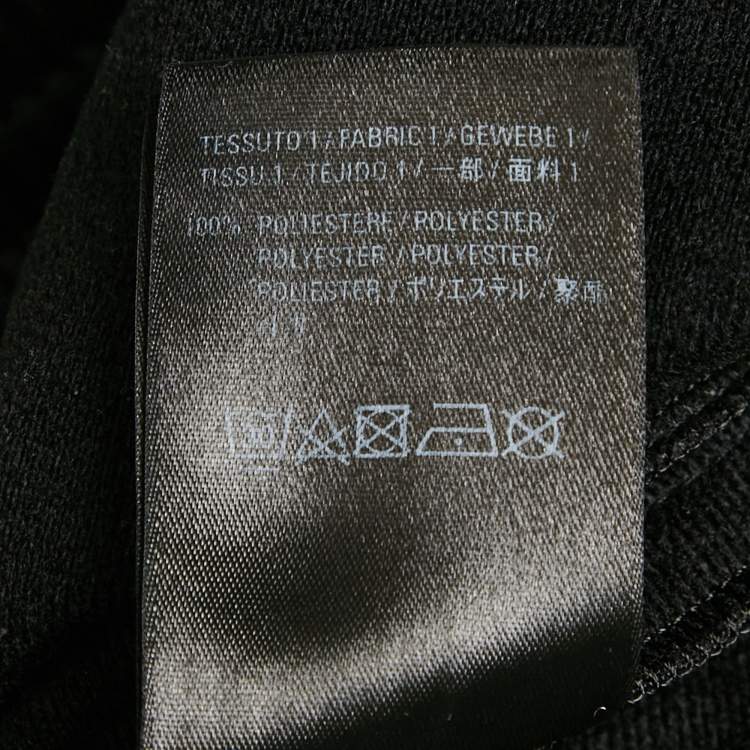 TESSUTO 1 / FABRIC 1 / GEWEBE 1 /
TISSU 1 / TEJIDO 1 / 一部 / 面料 1
100% POLIESTERE / POLYESTER /
POLYESTER / POLYESTER /
POLIESTER / ポリエステル / 聚酯